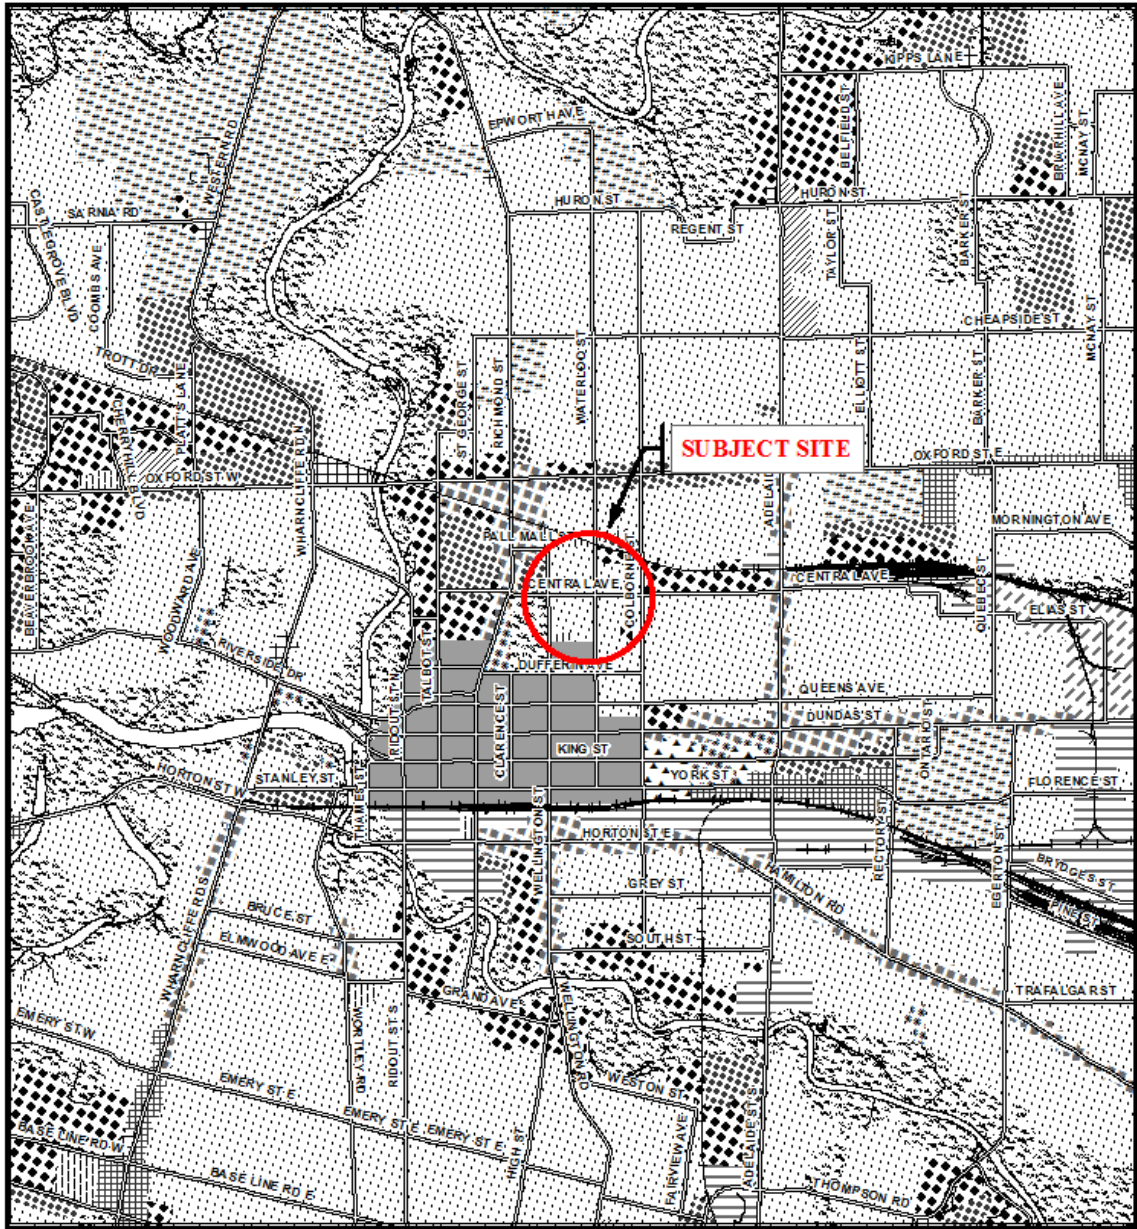 KIPPS LANE
EPWORTH AVE
BELFIELD ST
BRIARHILL AVE
MCNAY ST
WESTERN RD
CASTLEGROVE BLVD
SARNIA RD
COOMBS AVE
HURON ST
HURON ST
REGENT ST
TAYLOR ST
BARKER ST
CHEAPSIDE ST
MCNAY ST
TROTT DR
PLATTS LANE
CHERRYHILL BLVD
ST GEORGE ST
RICHMOND ST
WATERLOO ST
ELLIOTT ST
BARKER ST
SUBJECT SITE
OXFORD ST W
WHARNCLIFFE RD N
OXFORD ST E
ADELAI
BEAVERBROOK AVE
WOODWARD AVE
PALL MALL S
MORNINGTON AVE
CENTRAL AVE
COLBORNE ST
CENTRAL AVE
QUEBEC ST
ELIAS ST
RIVERSIDE DR
TALBOT ST
DUFFERIN AVE
QUEENS AVE
RIDOUT ST N
CLARENCE ST
DUNDAS ST
ONTARIO ST
KING ST
HORTON ST W
STANLEY ST
YORK ST
FLORENCE ST
THAMES ST
WELLINGTON ST
HORTON ST E
RECTORY ST
EGERTON ST
BRYDGES ST
PINE ST
GREY ST
HAMILTON RD
WHARNCLIFFE RD S
BRUCE ST
ELMWOOD AVE E
SOUTH ST
GRAND AVE
TRAFALGAR ST
EMERY ST W
WORTLEY RD
RIDOUT ST S
WELLINGTON RD
EMERY ST E
WESTON ST
EMERY ST E
EMERY ST E
HIGH ST
FAIRVIEW AVE
ADELAIDE ST S
BASE LINE RD W
BASE LINE RD E
THOMPSON RD